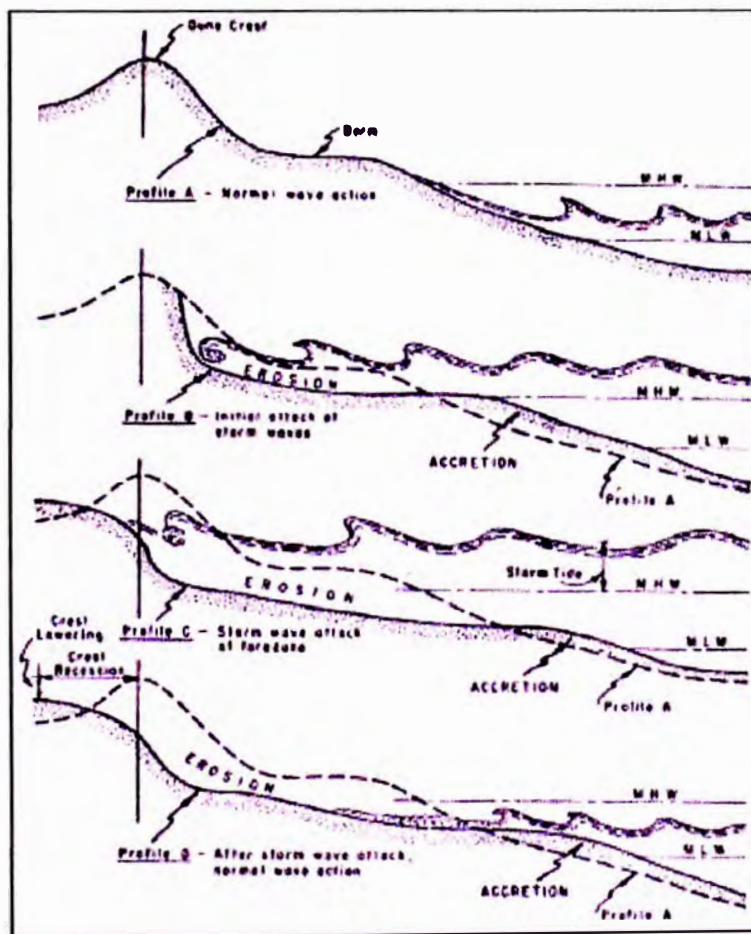 Dune Crest
Berm
MHW
Profile A - Normal wave action
MLW
EROSION
MHW
Profile B - Initial attack of
storm waves
MLW
ACCRETION
Profile A
Storm Tide
EROSION
MHW
Crest
Lowering
Profile C - Storm wave attack
of foredune
MLW
Crest
Recession
ACCRETION
Profile A
EROSION
MHW
Profile D - After storm wave attack,
normal wave action
MLW
ACCRETION
Profile A